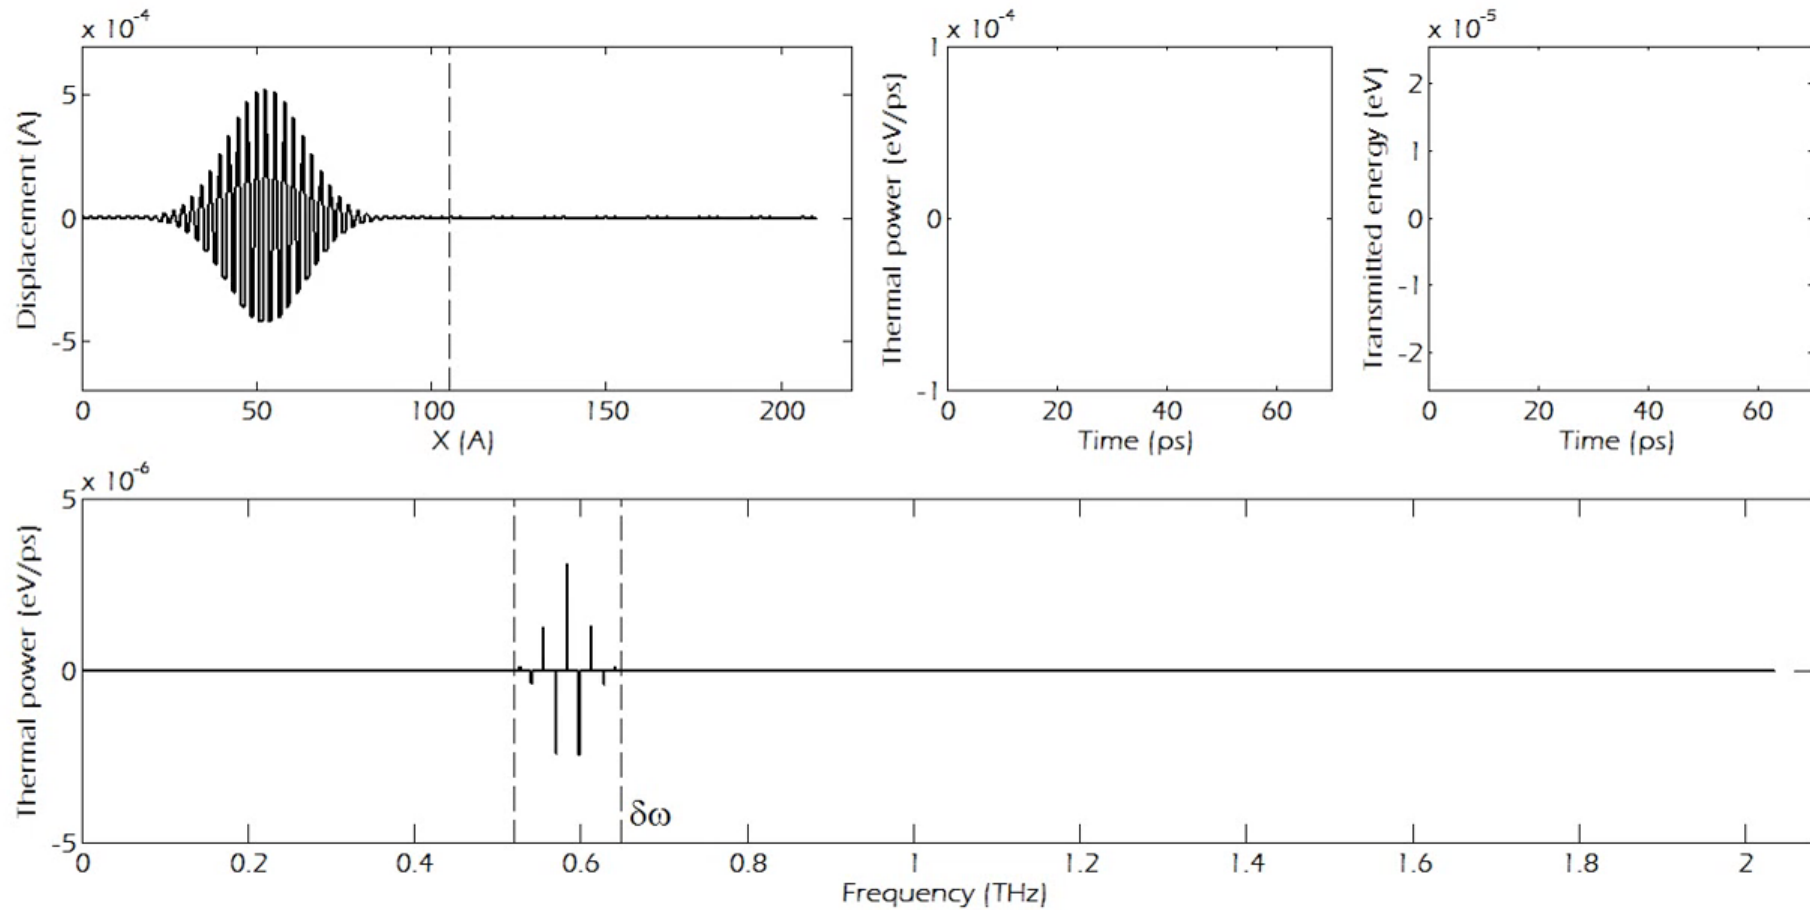 x 10-4
Displacement (A)
5
0
-5
0 50 100 150 200
X (A)
x 10-4
Thermal power (eV/ps)
1
0
-1
0 20 40 60
Time (ps)
x 10-5
Transmitted energy (eV)
2
1
0
-1
-2
0 20 40 60
Time (ps)
x 10-6
Thermal power (eV/ps)
5
0
-5
δω
0 0.2 0.4 0.6 0.8 1 1.2 1.4 1.6 1.8 2
Frequency (THz)